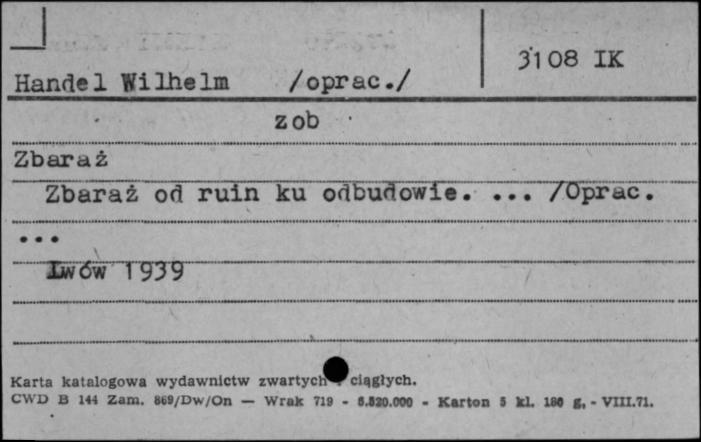 3108 IK
Handel Wilhelm /oprac./
zob
Zbaraż
Zbaraż od ruin ku odbudowie. ... /Oprac.
...
Lwów 1939
Karta katalogowa wydawnictw zwartych i ciągłych.
CWD B 144 Zam. 869/Dw/On — Wrak 719 - 6.520.000 - Karton 5 kl. 180 g. - VIII.71.